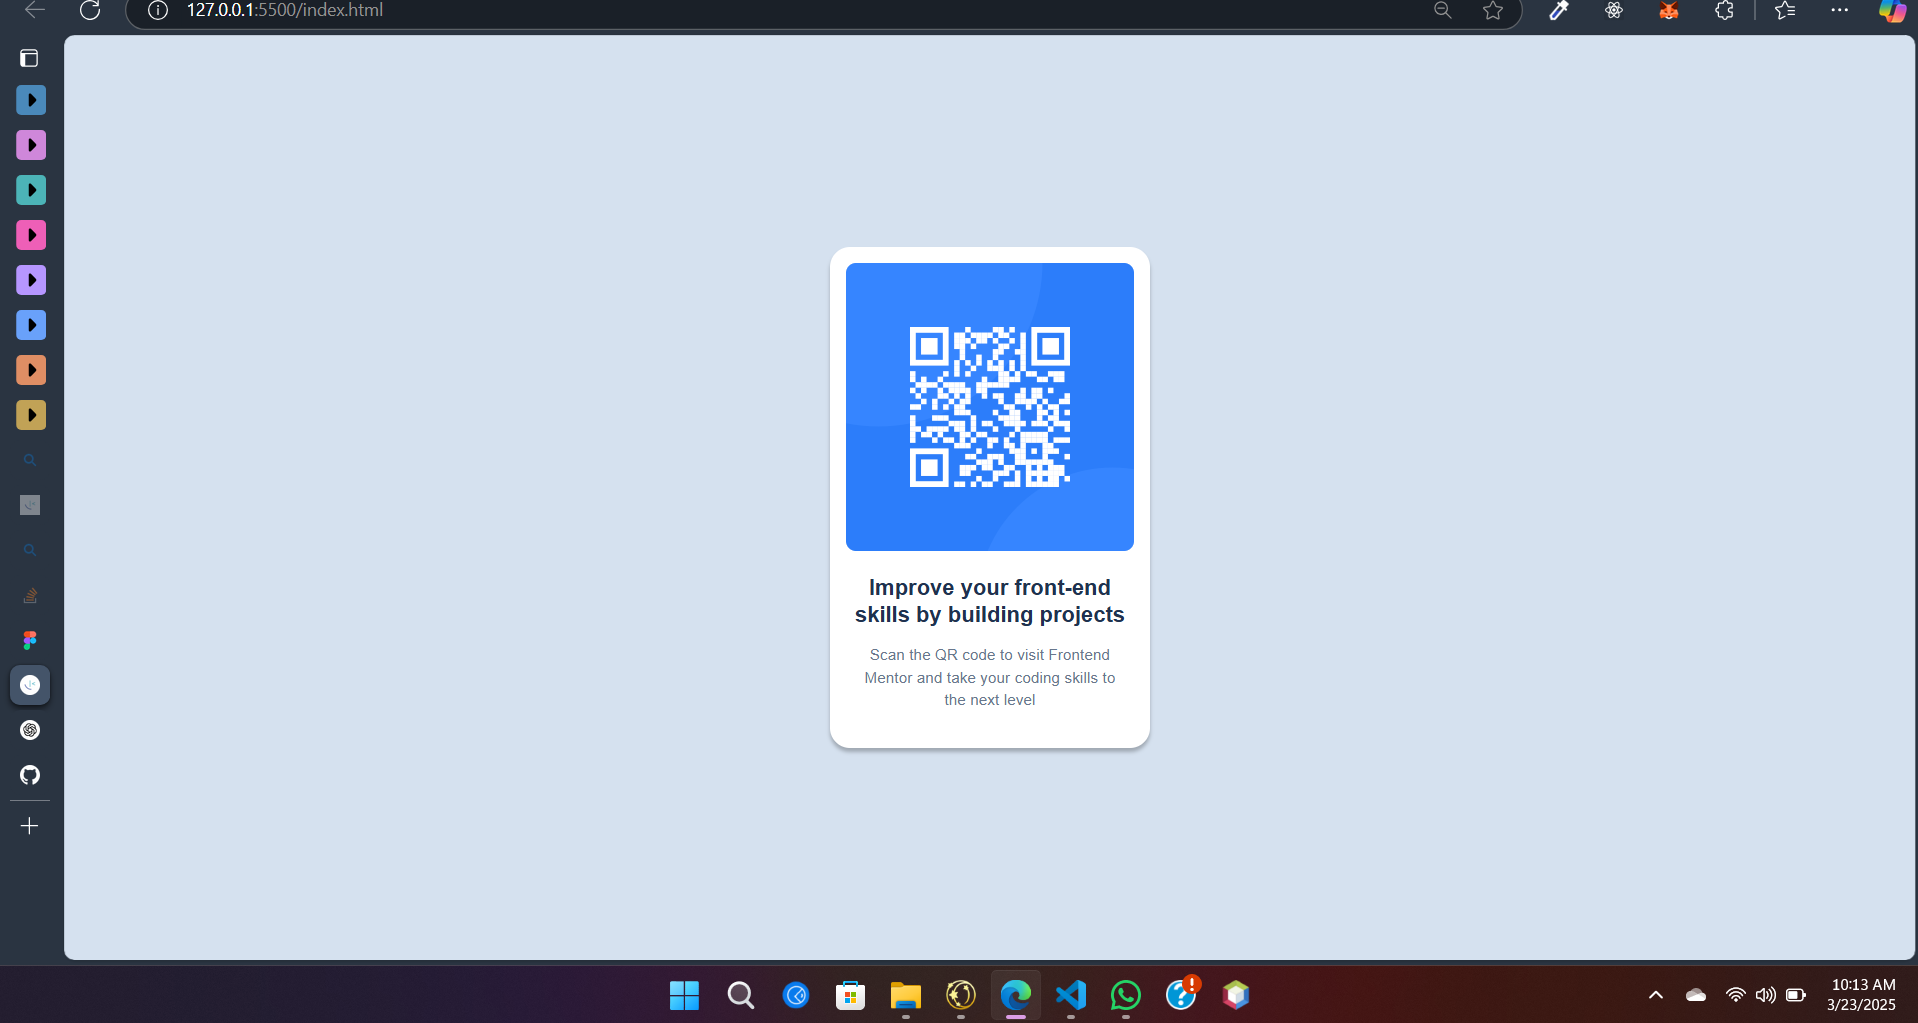 127.0.0.1:5500/index.html
Improve your front-end
skills by building projects
Scan the QR code to visit Frontend
Mentor and take your coding skills to
the next level
10:13 AM
3/23/2025